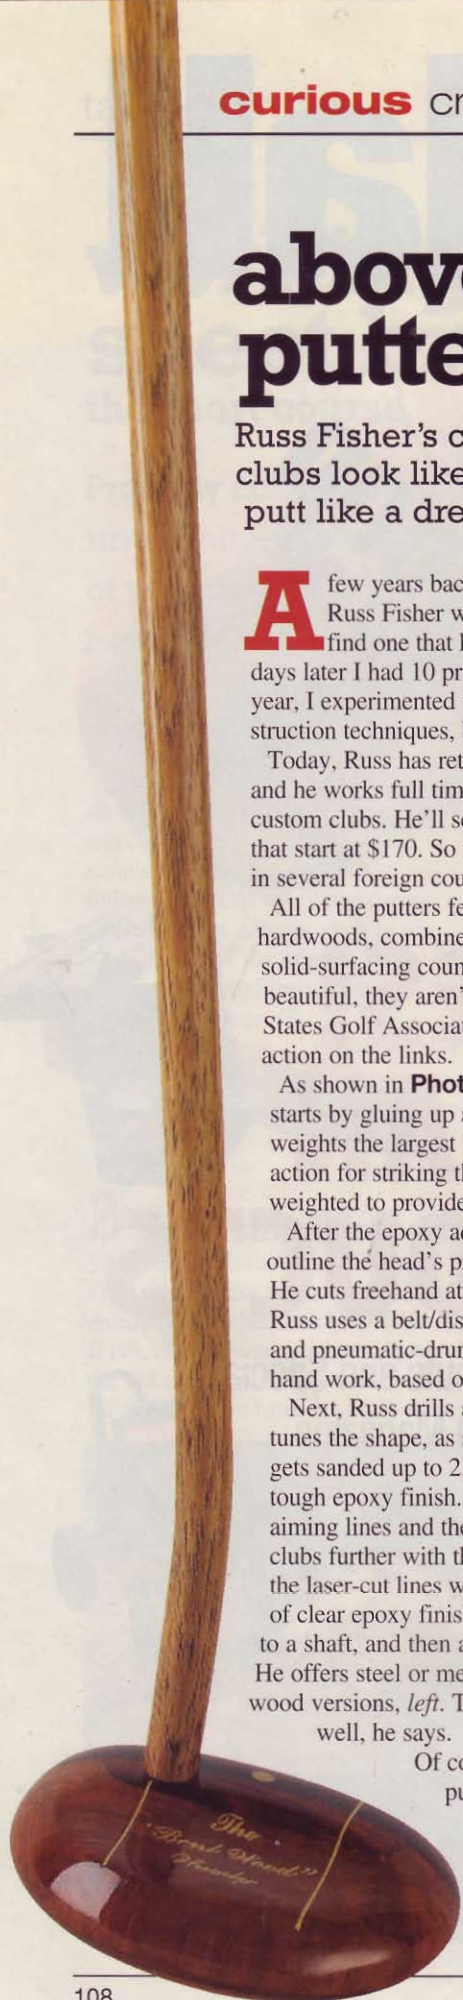 curious cr
above
putte
Russ Fisher's c
clubs look like
putt like a dre
A few years bac
Russ Fisher w
find one that l
days later I had 10 pr
year, I experimented
struction techniques,
Today, Russ has ret
and he works full tim
custom clubs. He'll se
that start at $170. So
in several foreign cou
All of the putters fe
hardwoods, combine
solid-surfacing coun
beautiful, they aren'
States Golf Associat
action on the links.
As shown in Phot
starts by gluing up a
weights the largest
action for striking th
weighted to provide
After the epoxy ad
outline the head's p
He cuts freehand at
Russ uses a belt/dis
and pneumatic-drum
hand work, based o
Next, Russ drills a
tunes the shape, as s
gets sanded up to 2
tough epoxy finish.
aiming lines and the
clubs further with th
the laser-cut lines w
of clear epoxy finis
to a shaft, and then a
He offers steel or me
wood versions, left. T
well, he says.
Of co
pu
The
"Bent Wood"
108